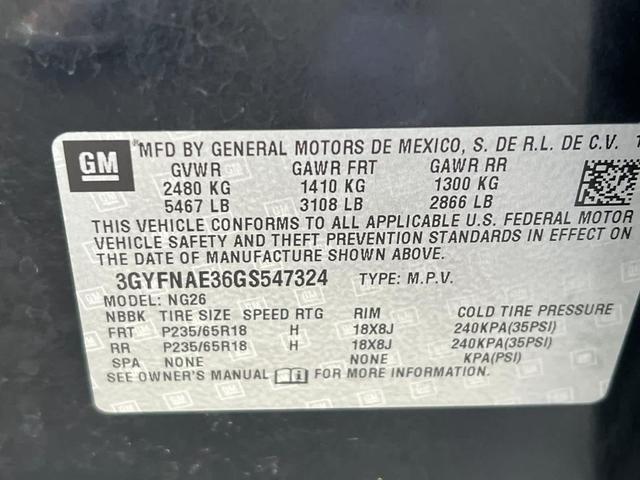 GM
*MFD BY GENERAL MOTORS DE MEXICO, S. DE R.L. DE C.V.
GVWR GAWR FRT GAWR RR
2480 KG 1410 KG 1300 KG
5467 LB 3108 LB 2866 LB
THIS VEHICLE CONFORMS TO ALL APPLICABLE U.S. FEDERAL MOTOR
VEHICLE SAFETY AND THEFT PREVENTION STANDARDS IN EFFECT ON
THE DATE OF MANUFACTURE SHOWN ABOVE.
3GYFNAE36GS547324 TYPE: M.P.V.
MODEL: NG26
NBBK TIRE SIZE SPEED RTG RIM COLD TIRE PRESSURE
FRT P235/65R18 H 18X8J 240KPA(35PSI)
RR P235/65R18 H 18X8J 240KPA(35PSI)
SPA NONE NONE KPA(PSI)
SEE OWNER'S MANUAL FOR MORE INFORMATION.